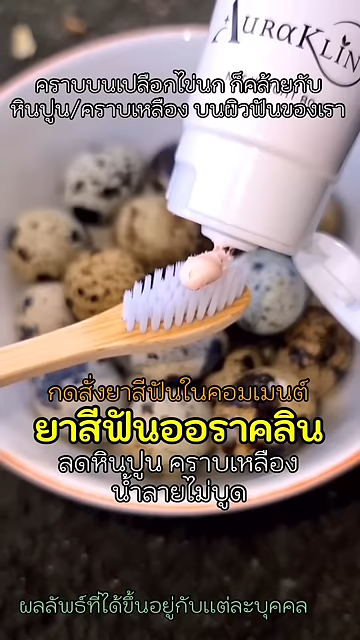 AURAKLIN
คราบบนเปลือกไข่นก ก็คล้ายกับ
หินปูน/คราบเหลือง บนผิวฟันของเรา
กดสั่งยาสีฟันในคอมเมนต์
ยาสีฟันออราคลิน
ลดหินปูน คราบเหลือง
น้ำลายไม่บูด
ผลลัพธ์ที่ได้ขึ้นอยู่กับแต่ละบุคคล